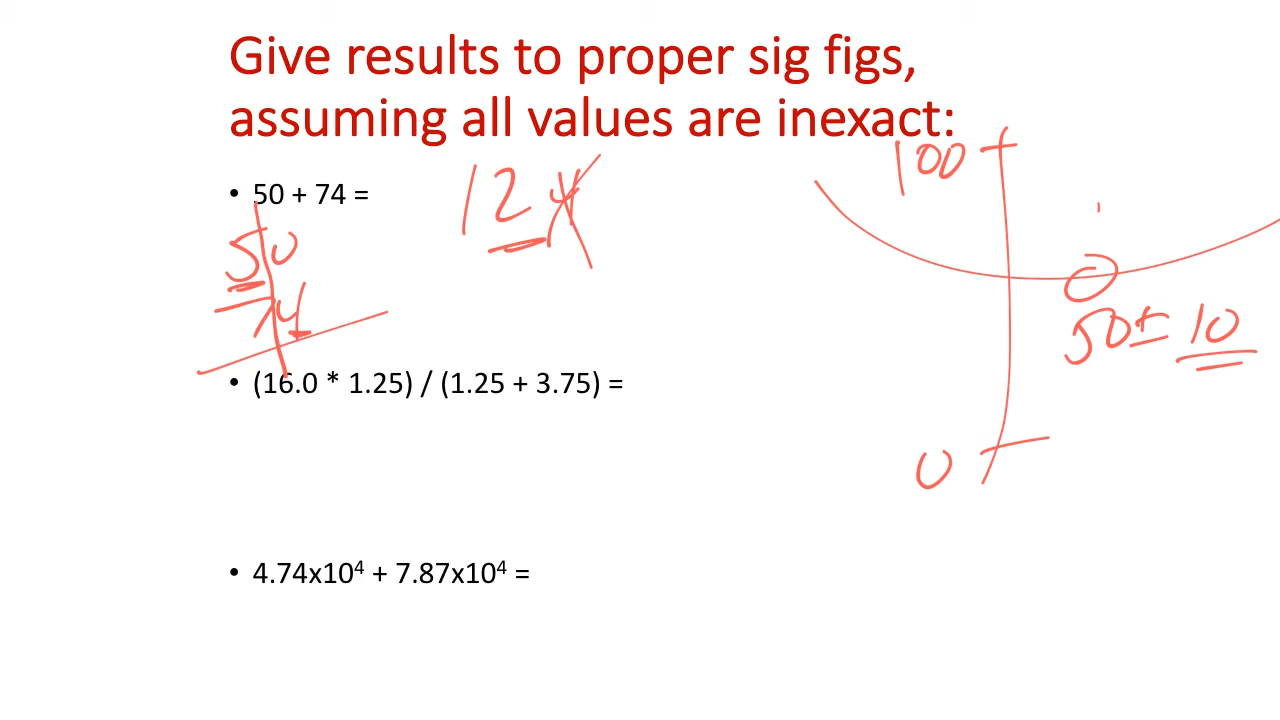 Give results to proper sig figs,
assuming all values are inexact:
100
• 50 + 74 =
124
50
74
50 ± 10
• (16.0 * 1.25) / (1.25 + 3.75) =
0
• 4.74x10⁴ + 7.87x10⁴ =